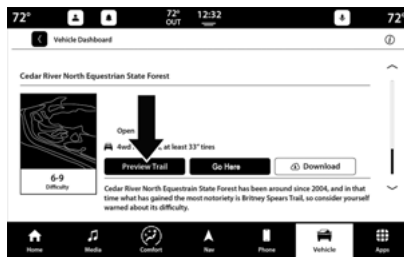 72°
72°
OUT
12:32
72°
Vehicle Dashboard
Cedar River North Equestrian State Forest
Open
4wd at least 33" tires
Preview Trail
Go Here
Download
6-9
Difficulty
Cedar River North Equestrain State Forest has been around since 2004, and in that
time what has gained the most notoriety is Britney Spears Trail, so consider yourself
warned about its difficulty.
Home
Media
Comfort
Nav
Phone
Vehicle
Apps